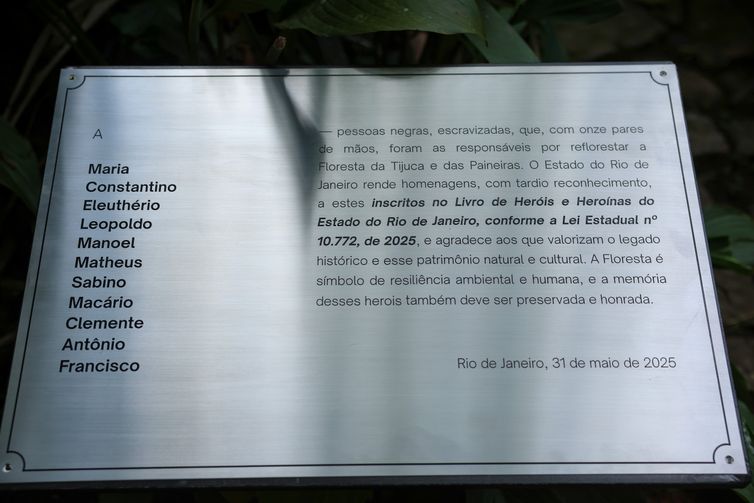 A
Maria
Constantino
Eleuthério
Leopoldo
Manoel
Matheus
Sabino
Macário
Clemente
Antônio
Francisco
— pessoas negras, escravizadas, que, com onze pares
de mãos, foram as responsáveis por reflorestar a
Floresta da Tijuca e das Paineiras. O Estado do Rio de
Janeiro rende homenagens, com tardio reconhecimento,
a estes inscritos no Livro de Heróis e Heroínas do
Estado do Rio de Janeiro, conforme a Lei Estadual nº
10.772, de 2025, e agradece aos que valorizam o legado
histórico e esse patrimônio natural e cultural. A Floresta é
símbolo de resiliência ambiental e humana, e a memória
desses herois também deve ser preservada e honrada.
Rio de Janeiro, 31 de maio de 2025